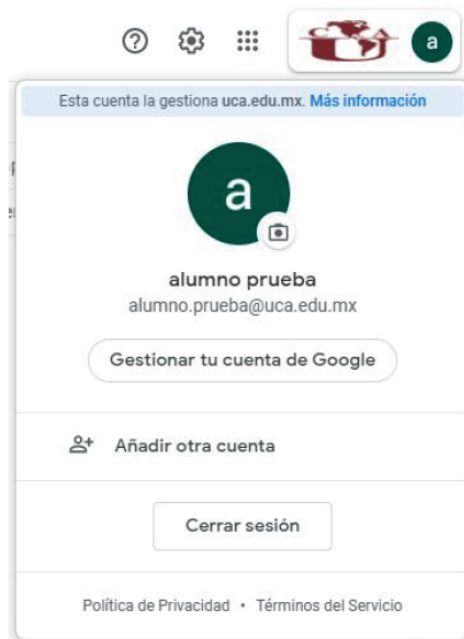 a
Esta cuenta la gestiona uca.edu.mx. Más información
a
alumno prueba
alumno.prueba@uca.edu.mx
Gestionar tu cuenta de Google
Añadir otra cuenta
Cerrar sesión
Política de Privacidad • Términos del Servicio